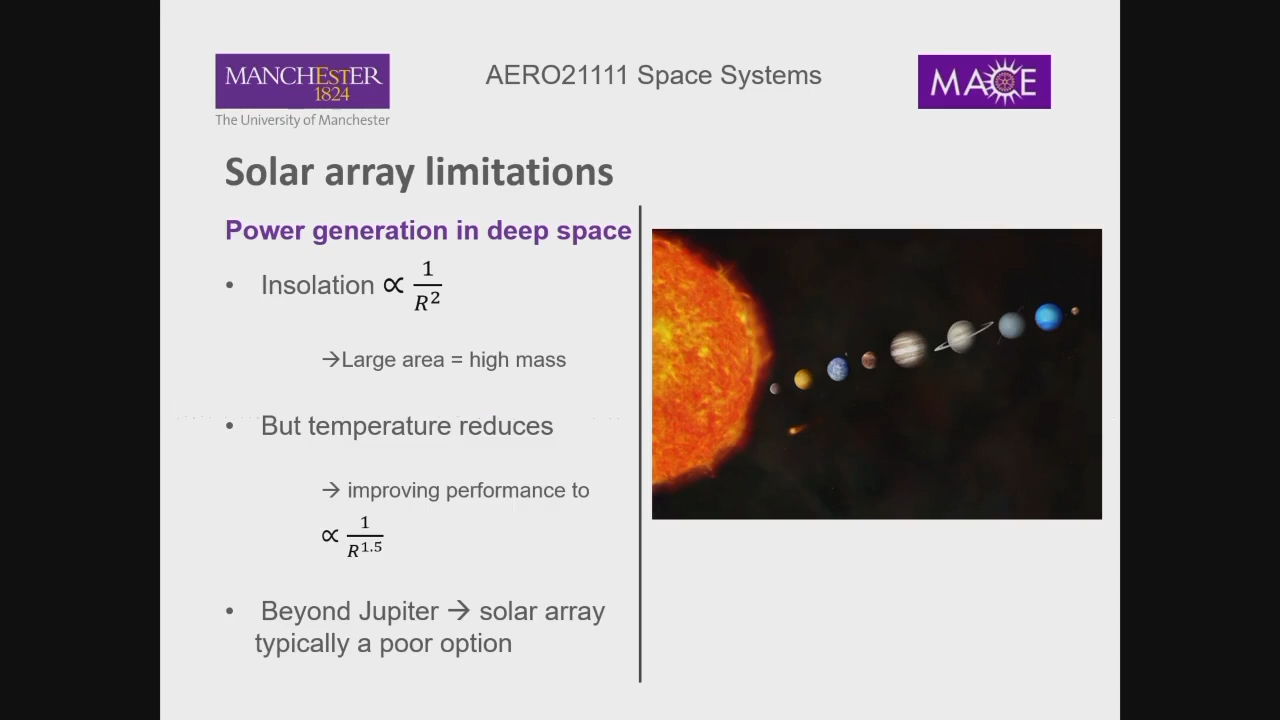 MANCHESTER
1824
The University of Manchester
AERO21111 Space Systems
MACE
Solar array limitations
Power generation in deep space
• Insolation ∝ 1/R²
→Large area = high mass
• But temperature reduces
→ improving performance to
∝ 1/R^1.5
• Beyond Jupiter → solar array
typically a poor option